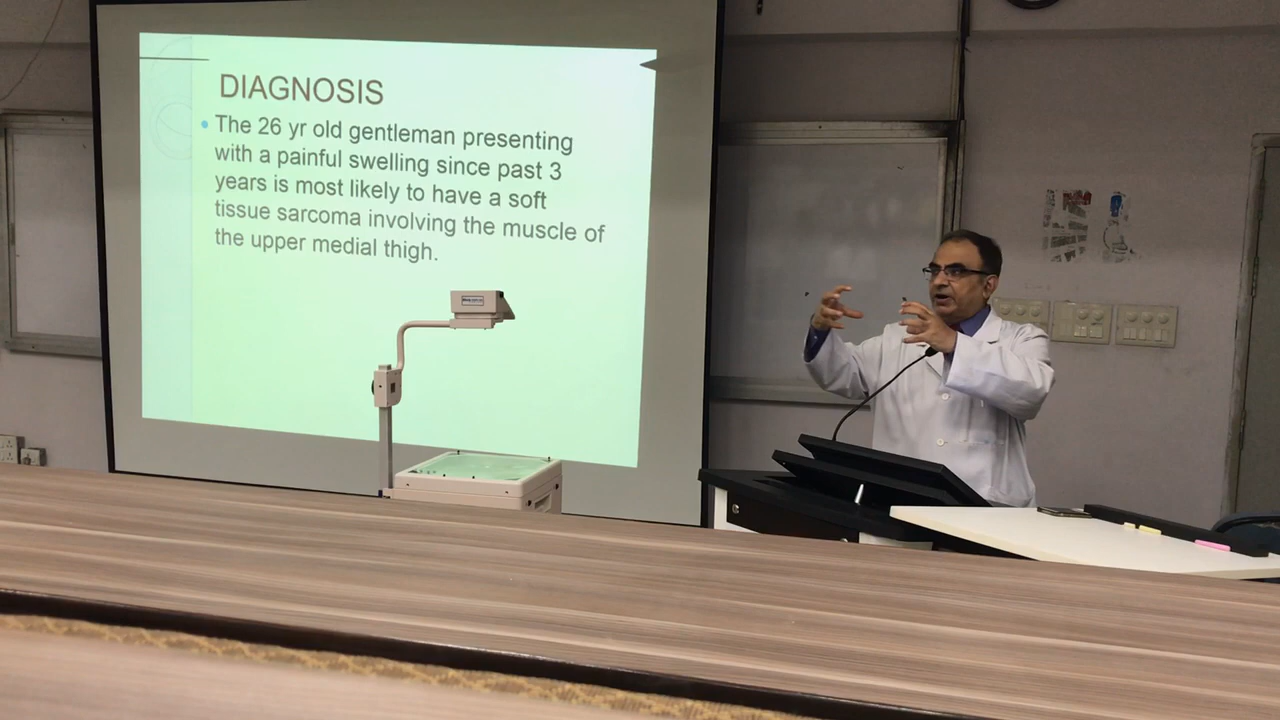 DIAGNOSIS
The 26 yr old gentleman presenting
with a painful swelling since past 3
years is most likely to have a soft
tissue sarcoma involving the muscle of
the upper medial thigh.